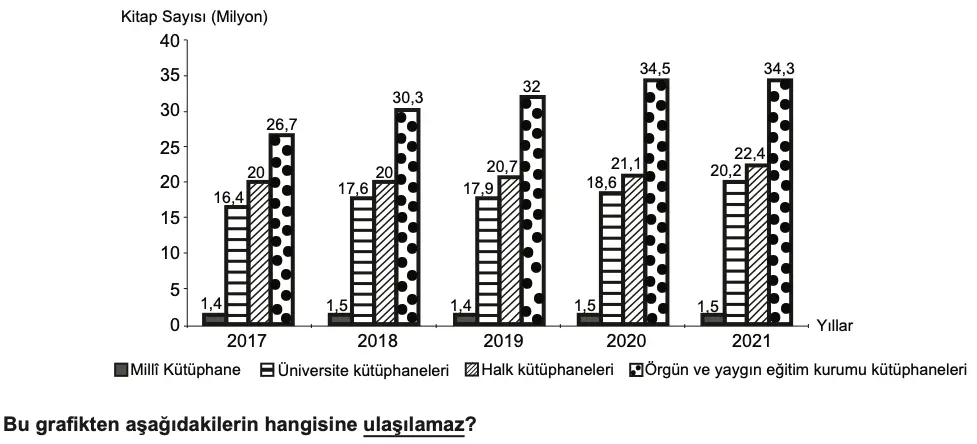 Kitap Sayısı (Milyon)
40
35
30
25
20
15
10
5
0
1,4 16,4 20 26,7
1,5 17,6 20 30,3
1,4 17,9 20,7 32
1,5 18,6 21,1 34,5
1,5 20,2 22,4 34,3
2017 2018 2019 2020 2021 Yıllar
Millî Kütüphane Üniversite kütüphaneleri Halk kütüphaneleri Örgün ve yaygın eğitim kurumu kütüphaneleri
Bu grafikten aşağıdakilerin hangisine ulaşılamaz?